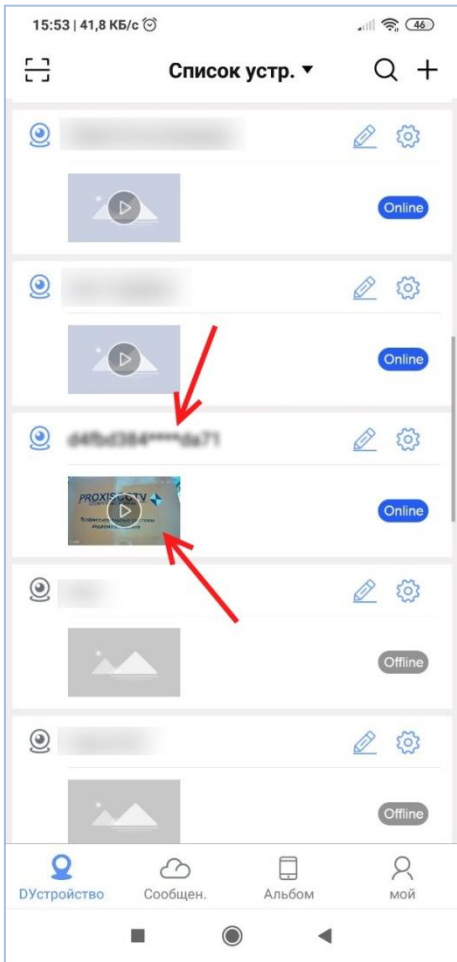 15:53 | 41,8 КБ/с
46
Список устр. ▼
Online
Online
d4fbd384****da71
PROXISCCTV
Online
Offline
Offline
DУстройство
Сообщен.
Альбом
мой